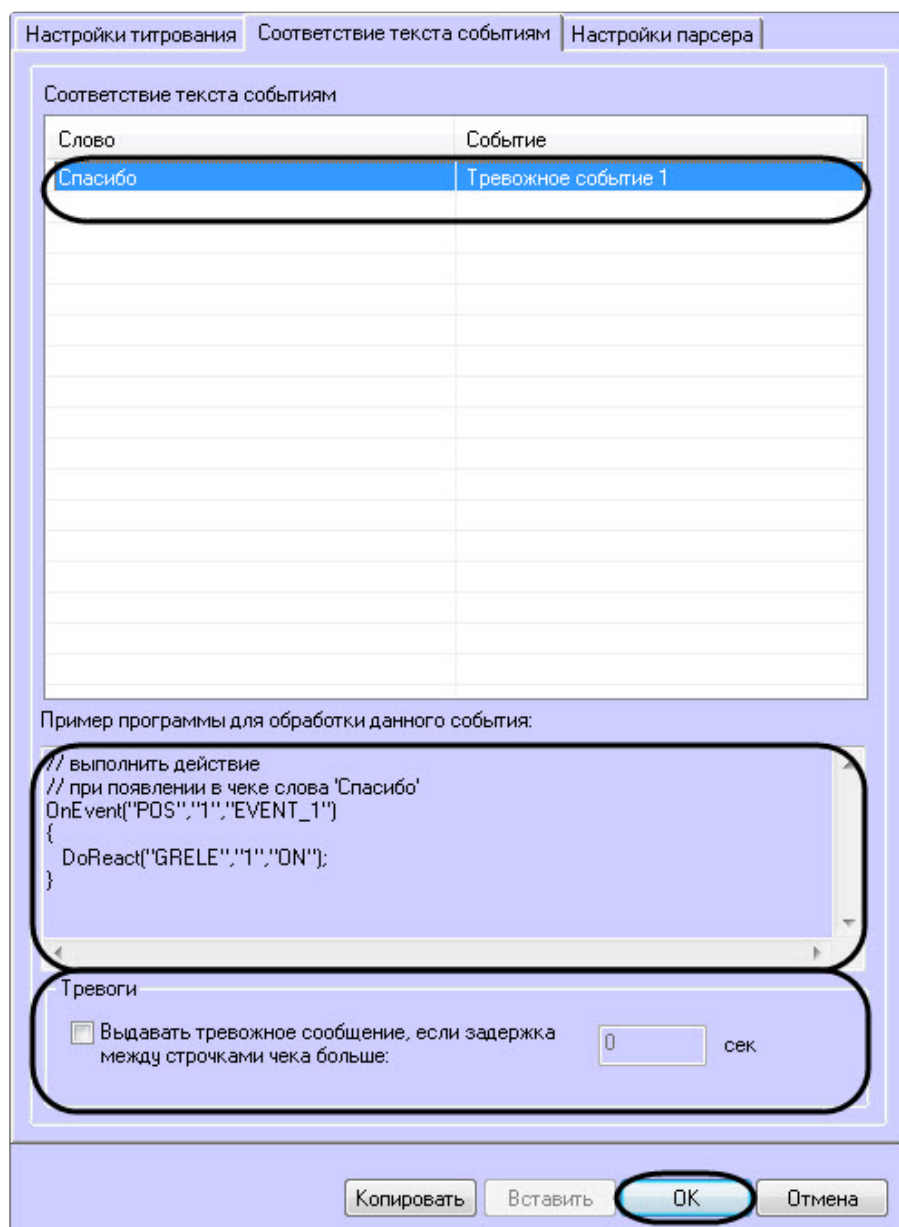 Настройки титрования Соответствие текста событиям Настройки парсера
Соответствие текста событиям
Слово Событие
Спасибо Тревожное событие 1
Пример программы для обработки данного события:
// выполнить действие
// при появлении в чеке слова 'Спасибо'
OnEvent("POS","1","EVENT_1")
{
DoReact("GRELE","1","ON");
}
Тревоги
Выдавать тревожное сообщение, если задержка
между строчками чека больше: 0 сек
Копировать Вставить OK Отмена